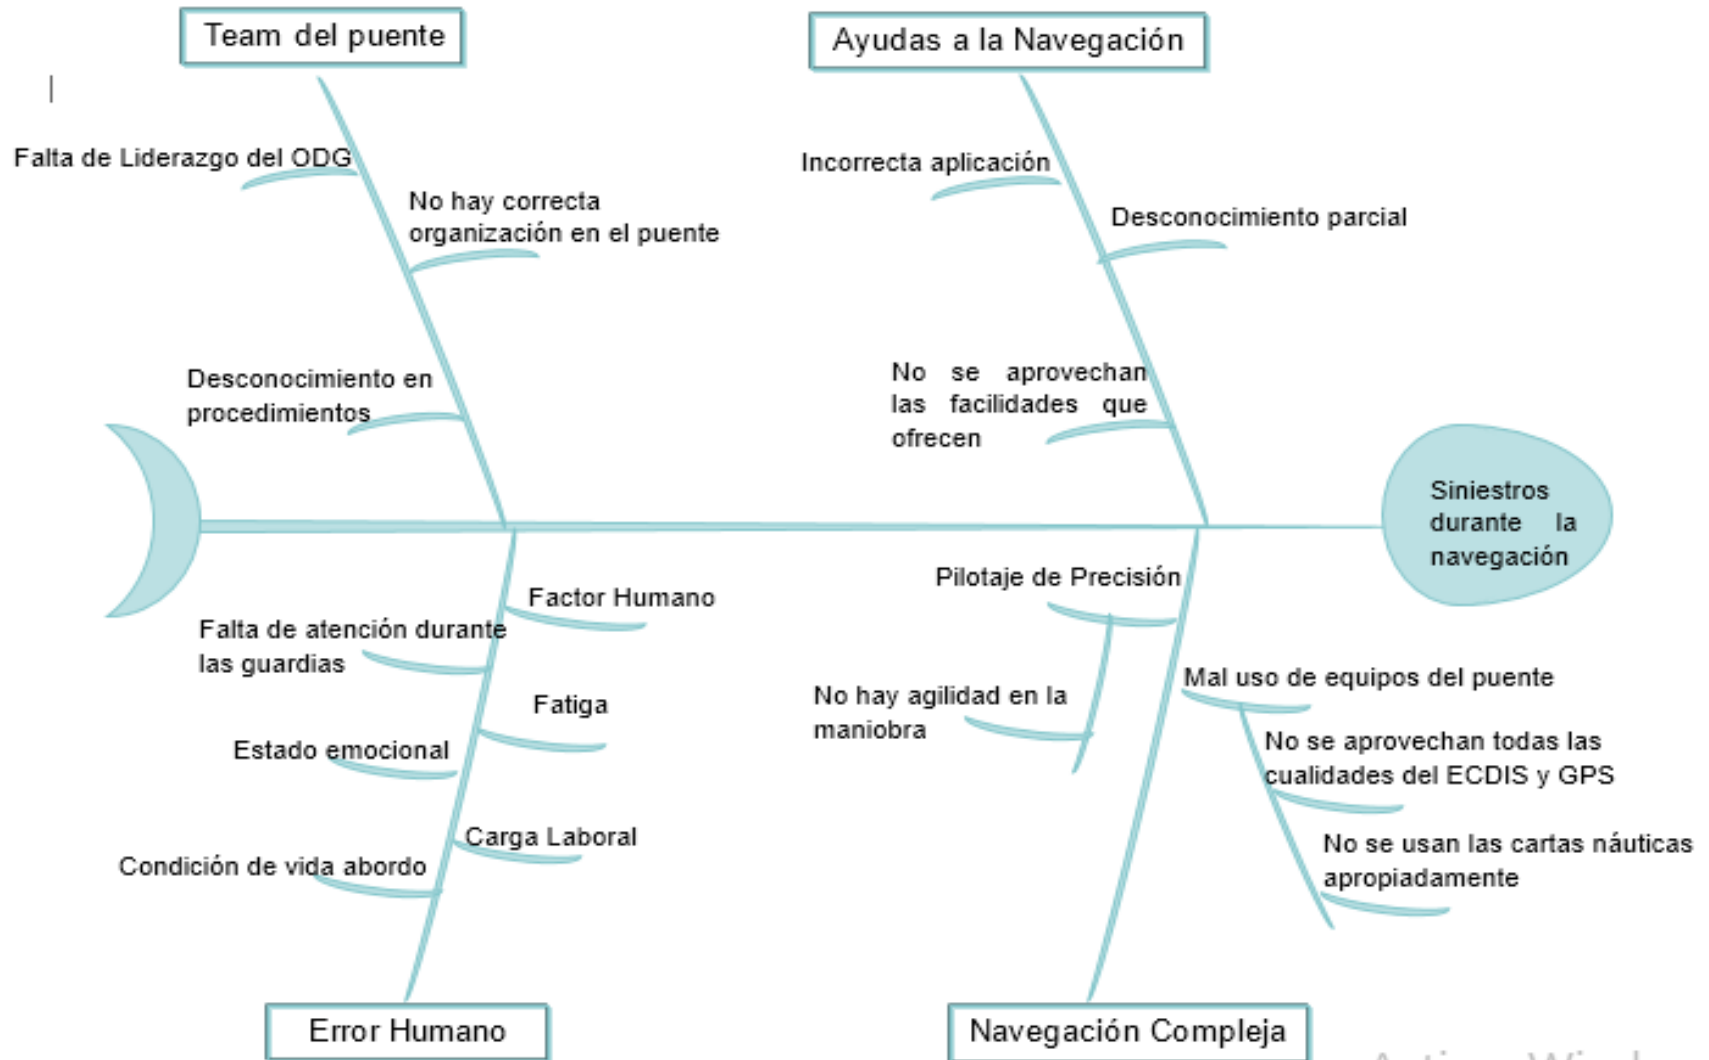 Team del puente
Ayudas a la Navegación
Falta de Liderazgo del ODG
No hay correcta
organización en el puente
Desconocimiento en
procedimientos
Incorrecta aplicación
Desconocimiento parcial
No se aprovechan
las facilidades que
ofrecen
Siniestros
durante la
navegación
Factor Humano
Falta de atención durante
las guardias
Fatiga
Estado emocional
Carga Laboral
Condición de vida abordo
Error Humano
Pilotaje de Precisión
No hay agilidad en la
maniobra
Mal uso de equipos del puente
No se aprovechan todas las
cualidades del ECDIS y GPS
No se usan las cartas náuticas
apropiadamente
Navegación Compleja